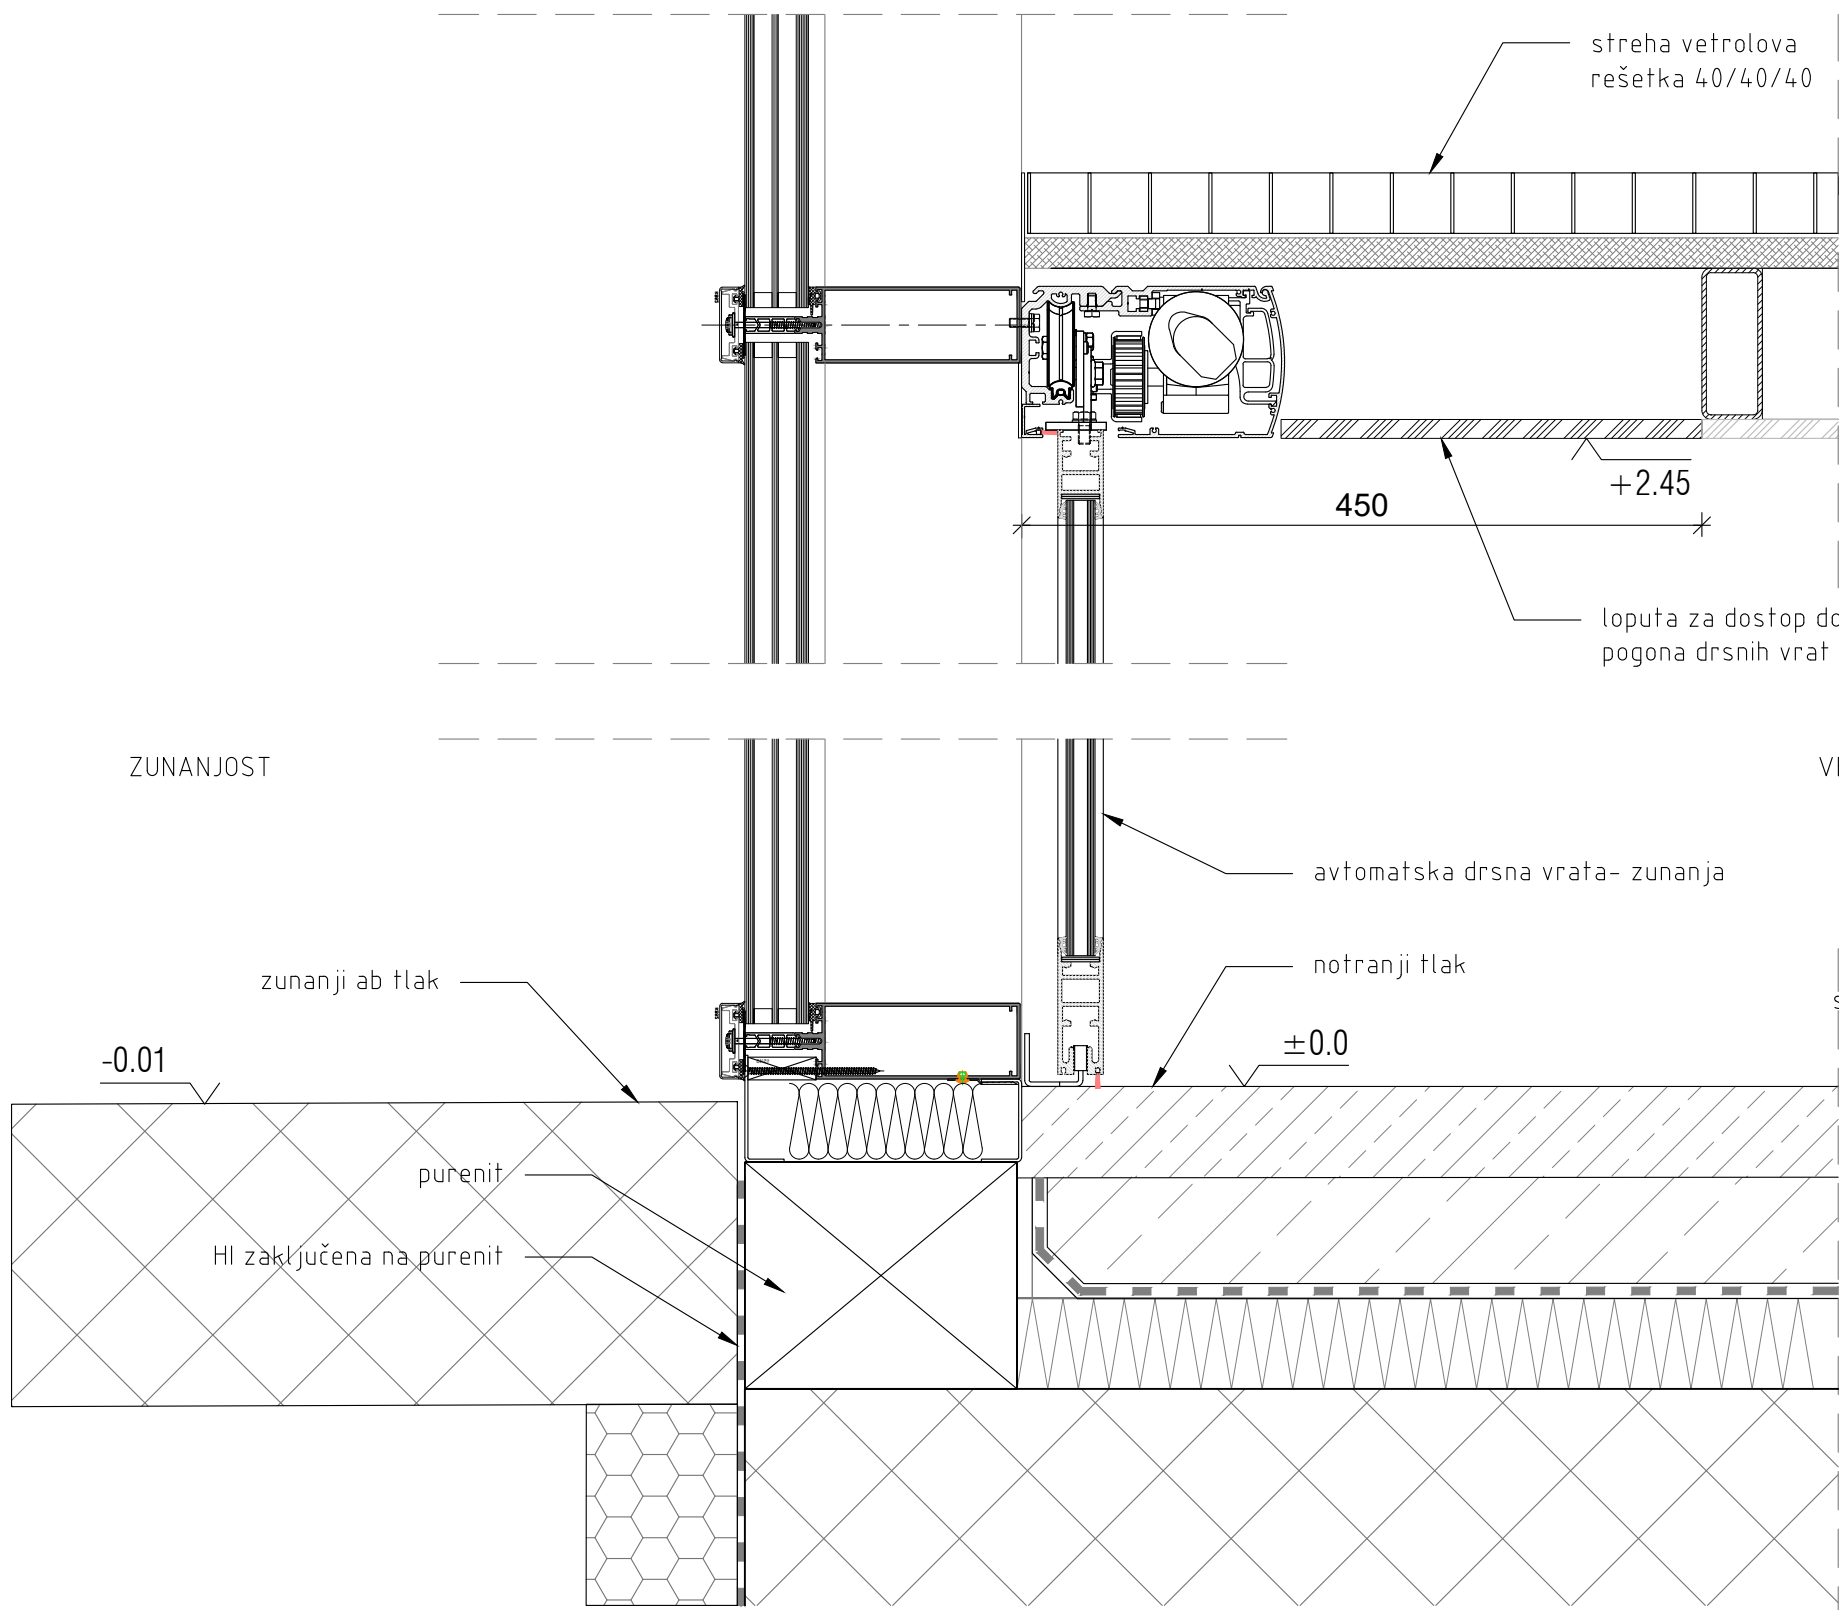 streha vetrolova
rešetka 40/40/40
+2.45
450
loputa za dostop do
pogona drsnih vrat
ZUNANJOST
avtomatska drsna vrata- zunanja
notranji tlak
zunanji ab tlak
±0.0
-0.01
purenit
HI zaključena na purenit